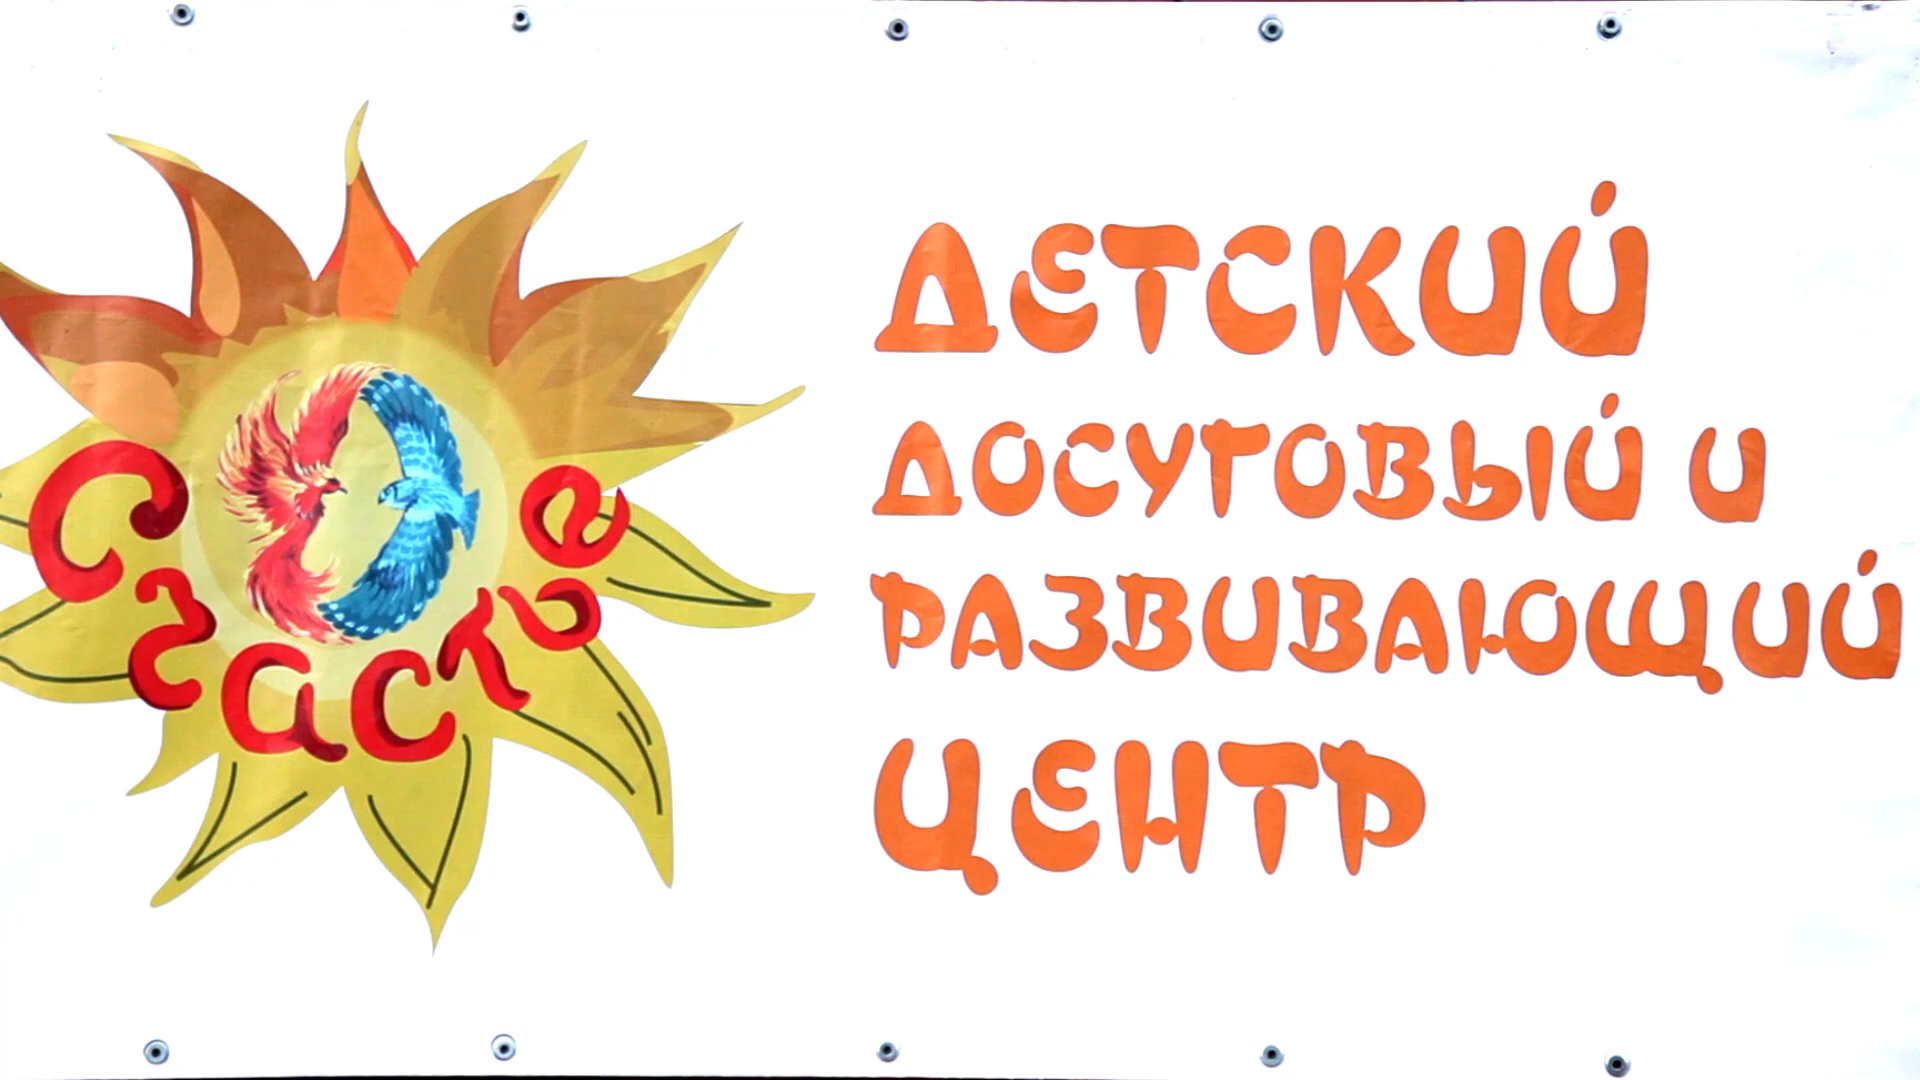 Счастье
ДЕТСКИЙ
ДОСУГОВЫЙ И
РАЗВИВАЮЩИЙ
ЦЕНТР